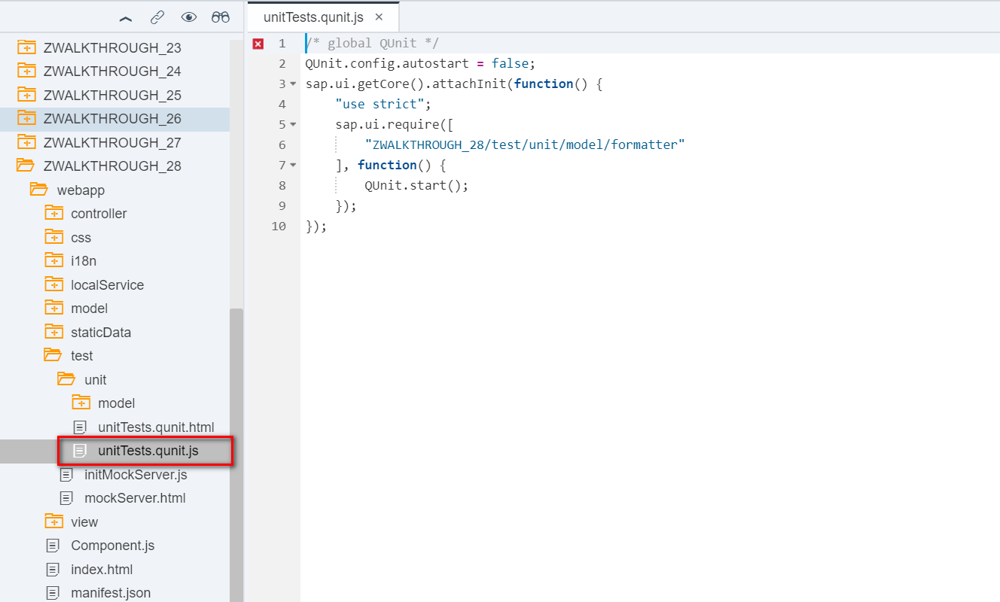 ZWALKTHROUGH_23
ZWALKTHROUGH_24
ZWALKTHROUGH_25
ZWALKTHROUGH_26
ZWALKTHROUGH_27
ZWALKTHROUGH_28
webapp
controller
css
i18n
localService
model
staticData
test
unit
model
unitTests.qunit.html
unitTests.qunit.js
initMockServer.js
mockServer.html
view
Component.js
index.html
manifest.json
unitTests.qunit.js ×
1 /* global QUnit */
2 QUnit.config.autostart = false;
3 sap.ui.getCore().attachInit(function() {
4 "use strict";
5 sap.ui.require([
6 "ZWALKTHROUGH_28/test/unit/model/formatter"
7 ], function() {
8 QUnit.start();
9 });
10 });